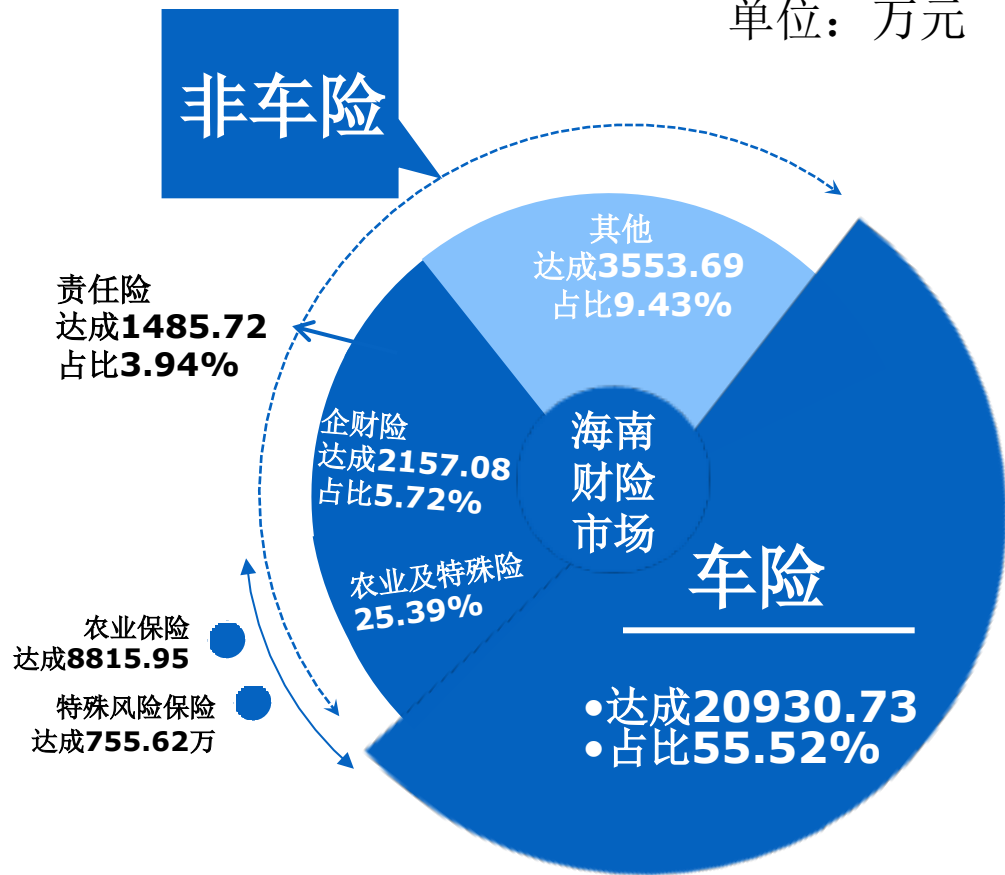 单位：万元
非车险
其他
达成3553.69
占比9.43%
责任险
达成1485.72
占比3.94%
企财险
达成2157.08
占比5.72%
海南
财险
市场
农业及特殊险
25.39%
车险
农业保险
达成8815.95
特殊风险保险
达成755.62万
•达成20930.73
•占比55.52%